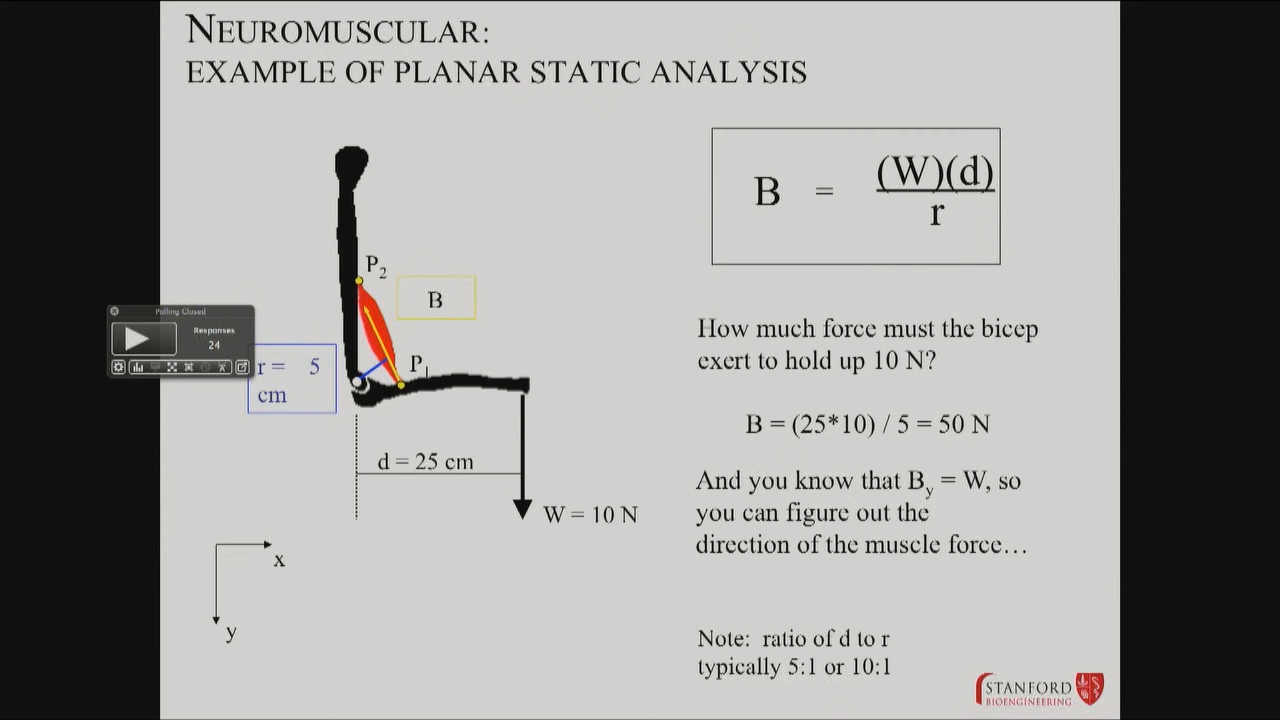 NEUROMUSCULAR:
EXAMPLE OF PLANAR STATIC ANALYSIS
B = (W)(d)
r
P2
B
Polling Closed
Responses
24
r = 5
cm
P1
How much force must the bicep
exert to hold up 10 N?
B = (25*10) / 5 = 50 N
d = 25 cm
And you know that By = W, so
you can figure out the
direction of the muscle force…
W = 10 N
x
y
Note: ratio of d to r
typically 5:1 or 10:1
STANFORD
BIOENGINEERING